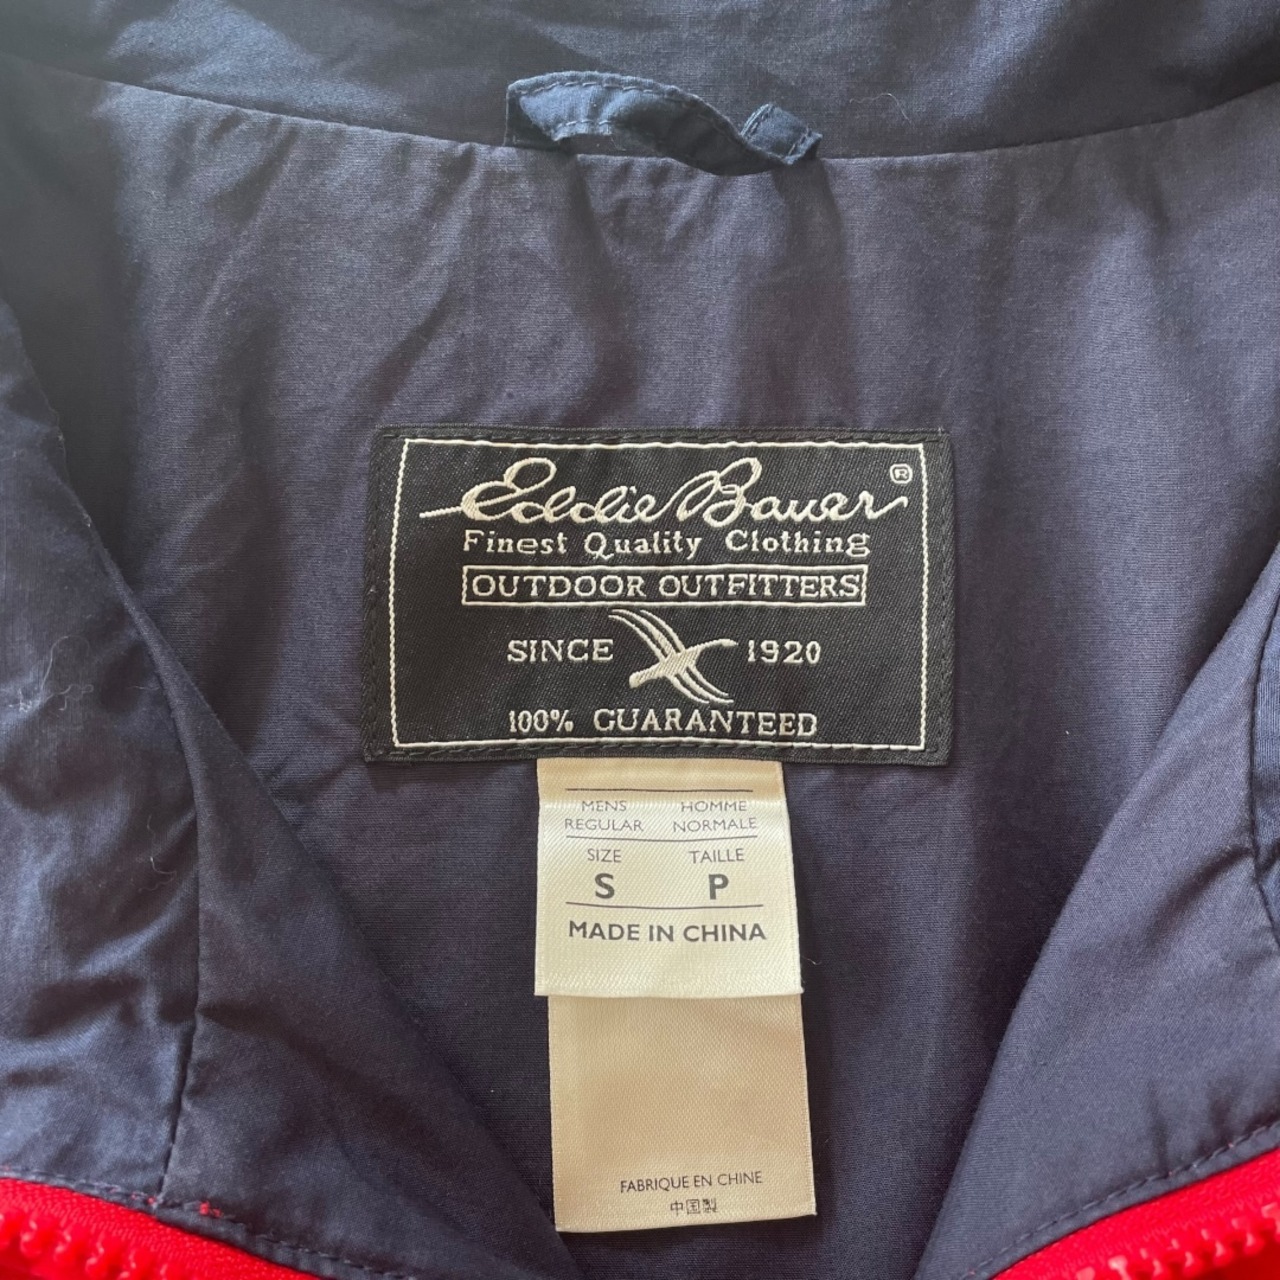 Eddie Bauer ®
Finest Quality Clothing
OUTDOOR OUTFITTERS
SINCE 1920
100% GUARANTEED
MENS HOMME
REGULAR NORMALE
SIZE TAILLE
S P
MADE IN CHINA
FABRIQUE EN CHINE
中国製